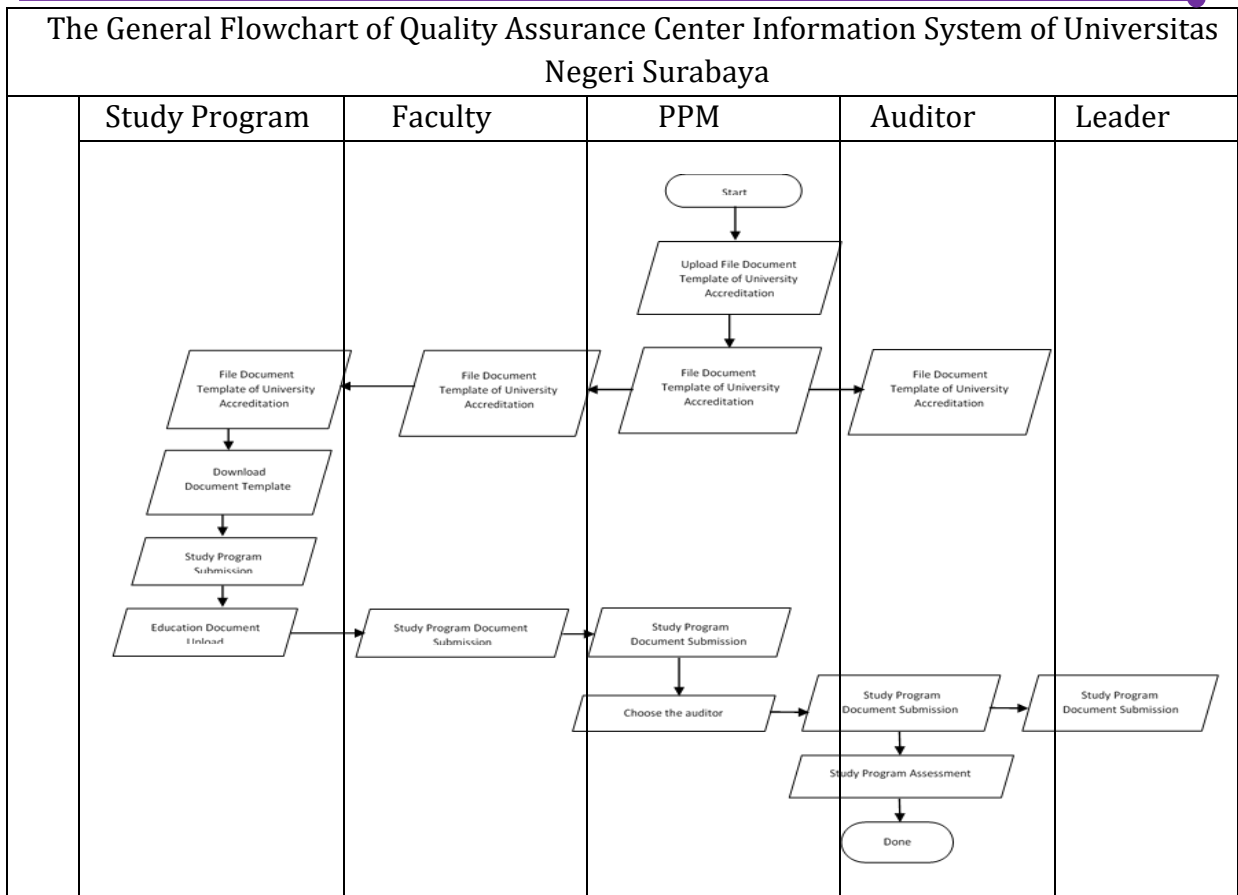 The General Flowchart of Quality Assurance Center Information System of Universitas
Negeri Surabaya
Study Program
Faculty
PPM
Auditor
Leader
Start
Upload File Document
Template of University
Accreditation
File Document
Template of University
Accreditation
File Document
Template of University
Accreditation
File Document
Template of University
Accreditation
File Document
Template of University
Accreditation
Download
Document Template
Study Program
Submission
Education Document
Upload
Study Program Document
Submission
Study Program
Document Submission
Choose the auditor
Study Program
Document Submission
Study Program
Document Submission
Study Program Assessment
Done